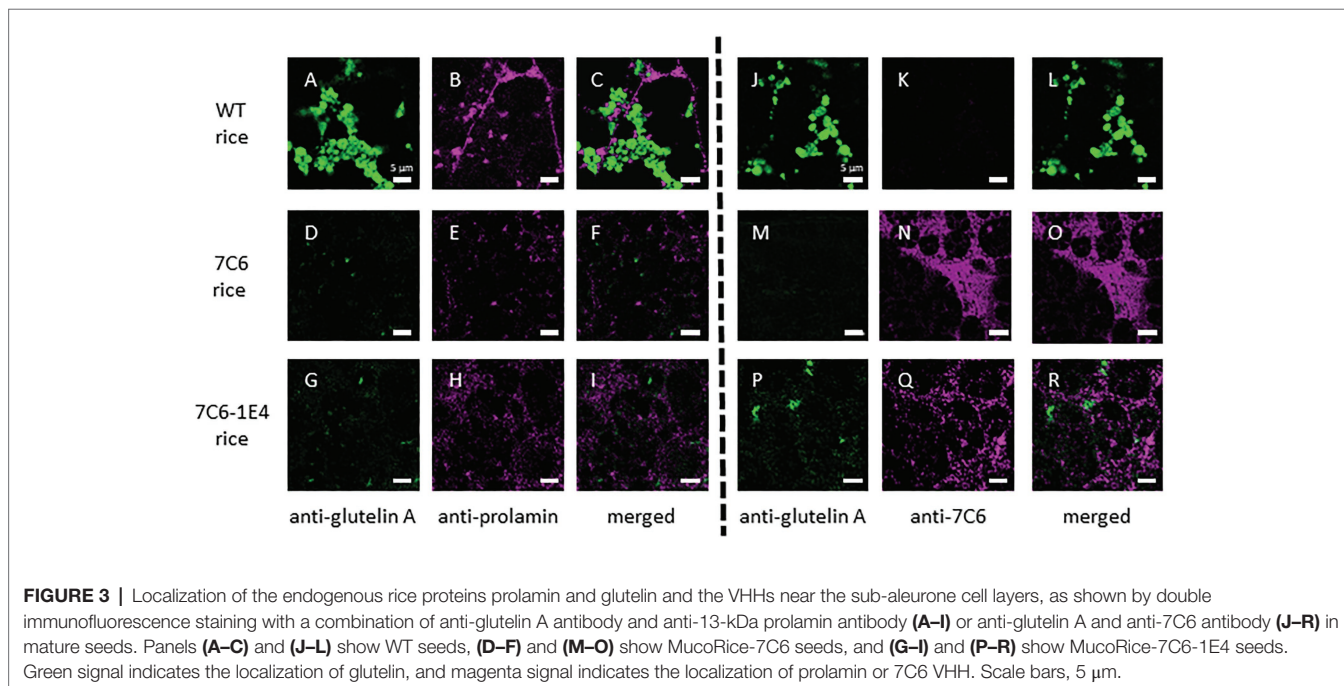 WT
rice
A
5 μm
B
C
J
5 μm
K
L
7C6
rice
D
E
F
M
N
O
7C6-1E4
rice
G
H
I
P
Q
R
anti-glutelin A
anti-prolamin
merged
anti-glutelin A
anti-7C6
merged
FIGURE 3 | Localization of the endogenous rice proteins prolamin and glutelin and the VHHs near the sub-aleurone cell layers, as shown by double
immunofluorescence staining with a combination of anti-glutelin A antibody and anti-13-kDa prolamin antibody (A–I) or anti-glutelin A and anti-7C6 antibody (J–R) in
mature seeds. Panels (A–C) and (J–L) show WT seeds, (D–F) and (M–O) show MucoRice-7C6 seeds, and (G–I) and (P–R) show MucoRice-7C6-1E4 seeds.
Green signal indicates the localization of glutelin, and magenta signal indicates the localization of prolamin or 7C6 VHH. Scale bars, 5 μm.